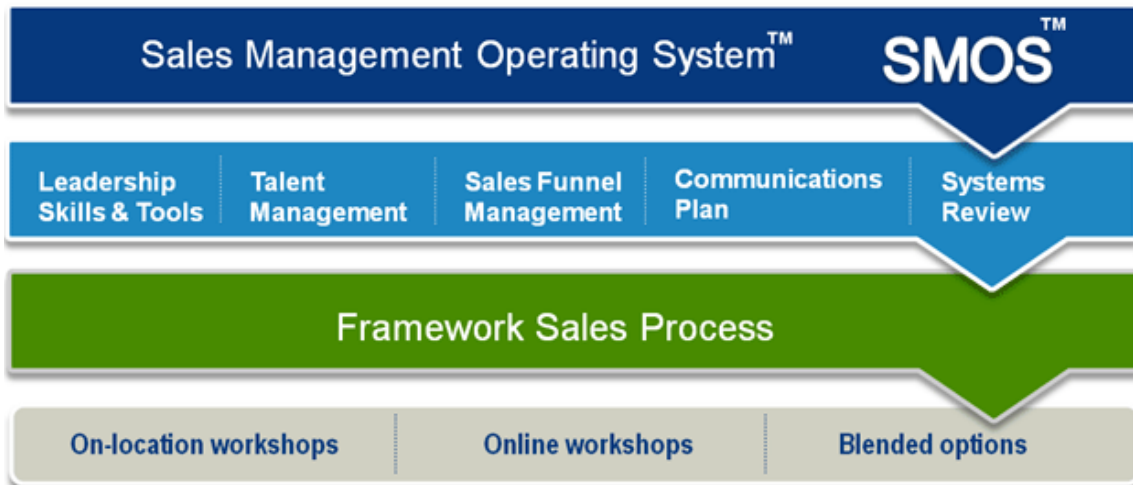 Sales Management Operating System™ SMOS™
Leadership Skills & Tools
Talent Management
Sales Funnel Management
Communications Plan
Systems Review
Framework Sales Process
On-location workshops
Online workshops
Blended options